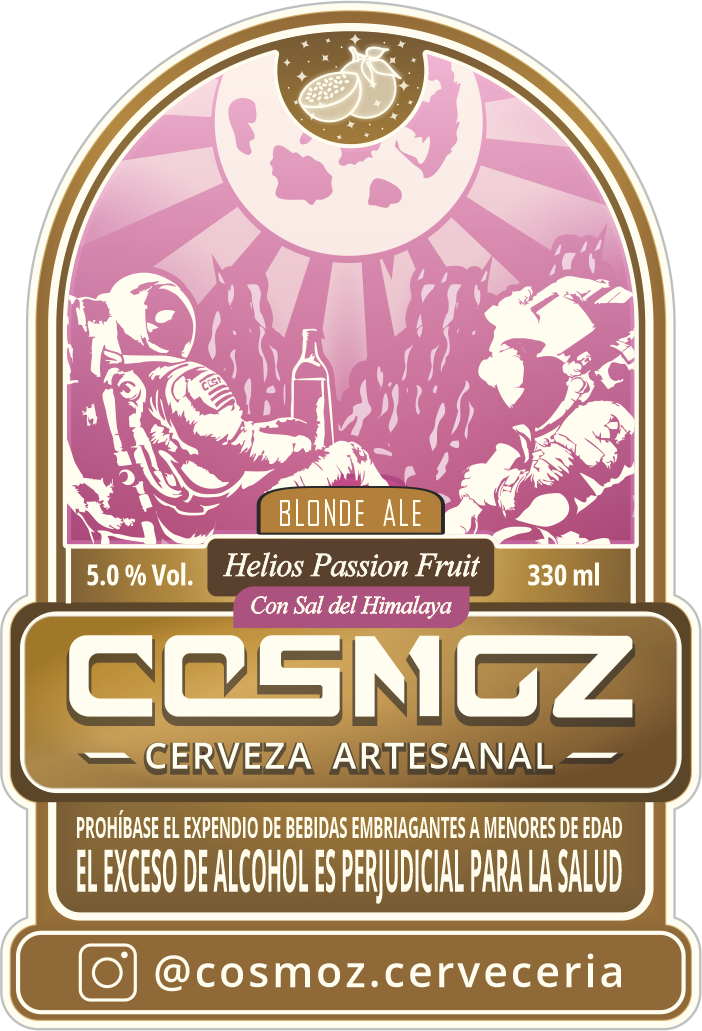 BLONDE ALE
5.0 % Vol.
Helios Passion Fruit
330 ml
Con Sal del Himalaya
COSMOZ
CERVEZA ARTESANAL
PROHÍBASE EL EXPENDIO DE BEBIDAS EMBRIAGANTES A MENORES DE EDAD
EL EXCESO DE ALCOHOL ES PERJUDICIAL PARA LA SALUD
@cosmoz.cerveceria